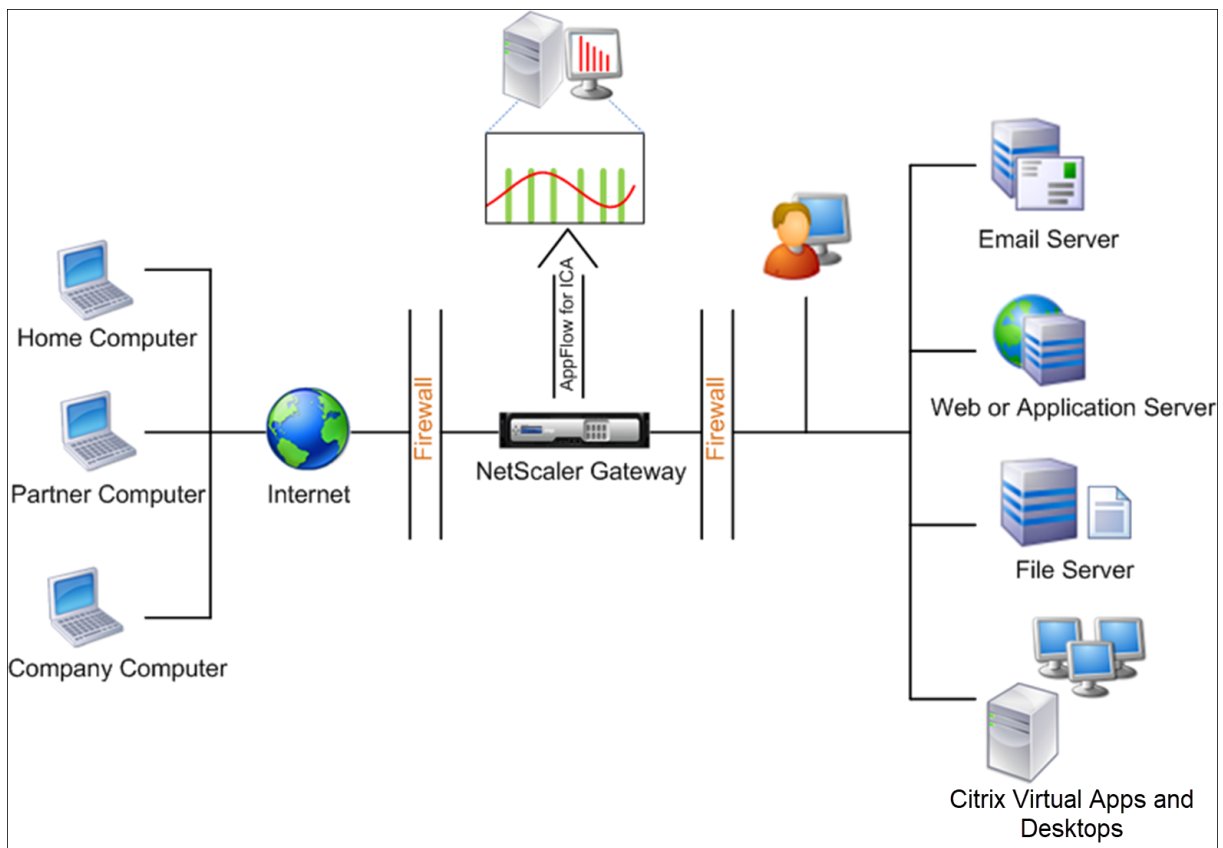 AppFlow for ICA
Home Computer
Partner Computer
Company Computer
Internet
Firewall
NetScaler Gateway
Firewall
Email Server
Web or Application Server
File Server
Citrix Virtual Apps and
Desktops